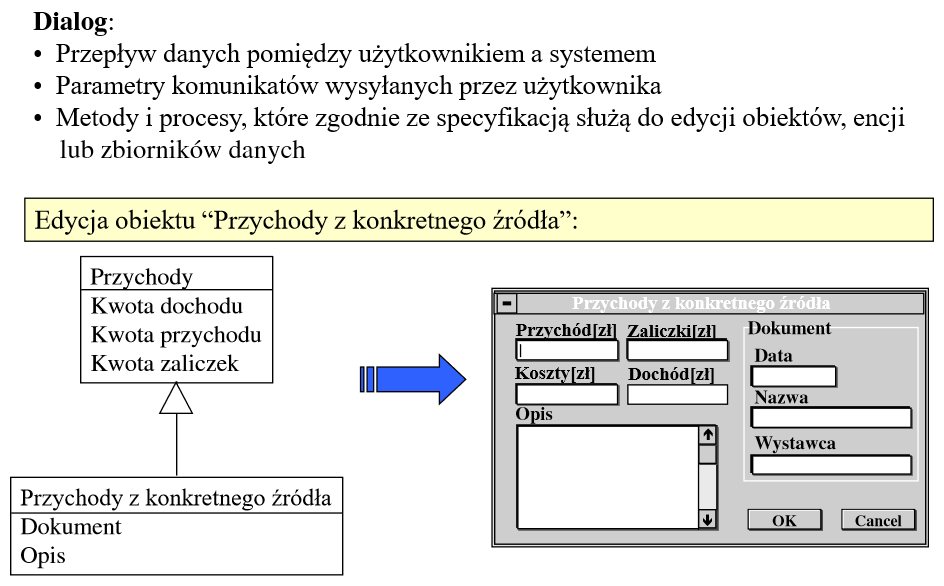 Dialog:
• Przepływ danych pomiędzy użytkownikiem a systemem
• Parametry komunikatów wysyłanych przez użytkownika
• Metody i procesy, które zgodnie ze specyfikacją służą do edycji obiektów, encji
lub zbiorników danych
Edycja obiektu “Przychody z konkretnego źródła”:
Przychody
Kwota dochodu
Kwota przychodu
Kwota zaliczek
Przychody z konkretnego źródła
Dokument
Opis
Przychody z konkretnego źródła
Przychód[zł] Zaliczki[zł]
Koszty[zł] Dochód[zł]
Opis
Dokument
Data
Nazwa
Wystawca
OK Cancel